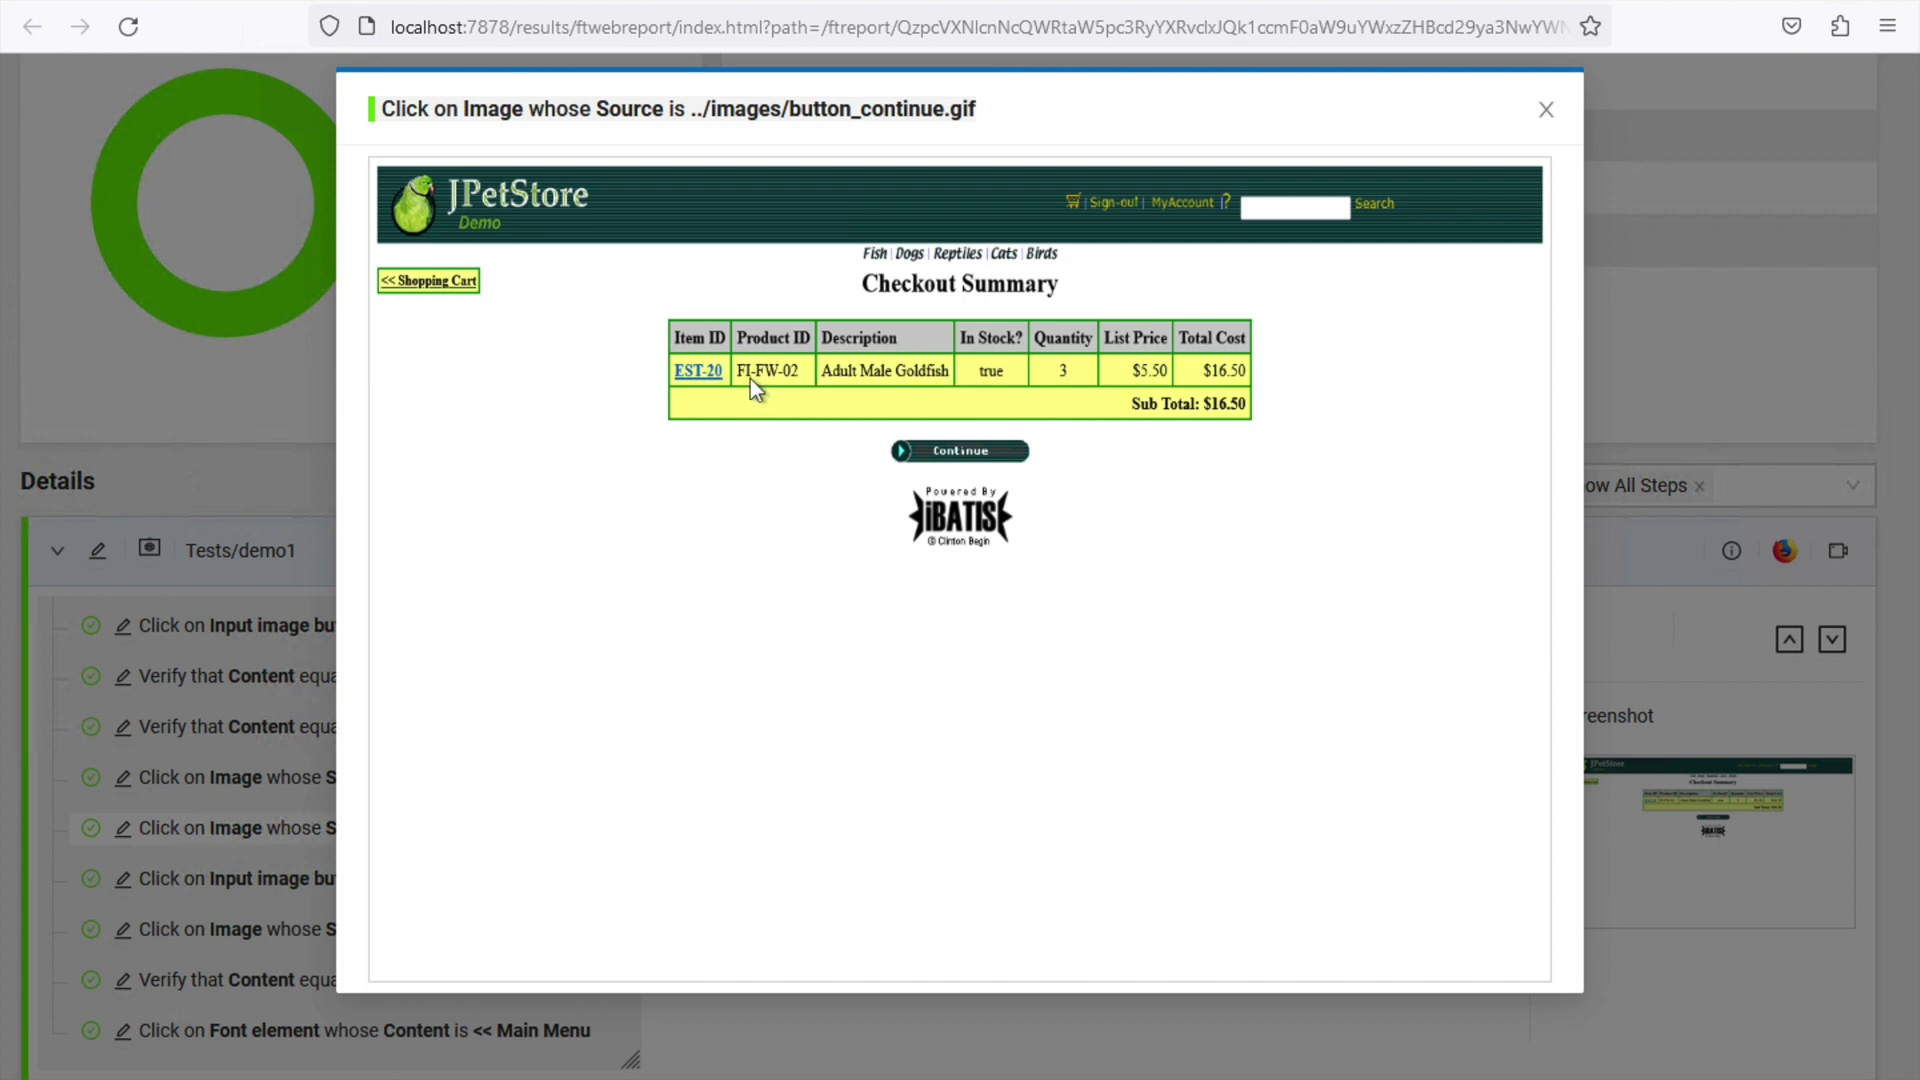 localhost:7878/results/ftwebreport/index.html?path=/ftreport/QzpcVXNlcnNcQWRtaW5pc3RyYXRvclxJQk1ccmF0aW9uYWxzZHBcd29ya3NwYWN
Click on Image whose Source is ../images/button_continue.gif
JPetStore
Demo
Sign-out | MyAccount | ? Search
Fish | Dogs | Reptiles | Cats | Birds
<< Shopping Cart
Checkout Summary
Item ID Product ID Description In Stock? Quantity List Price Total Cost
EST-20 FI-FW-02 Adult Male Goldfish true 3 $5.50 $16.50
Sub Total: $16.50
Continue
Powered By
iBATIS
© Clinton Begin
Details
ow All Steps
Tests/demo1
Click on Input image bu
Verify that Content equa
Verify that Content equa
Click on Image whose S
Click on Image whose S
Click on Input image bu
Click on Image whose S
Verify that Content equa
Click on Font element whose Content is << Main Menu
reenshot
JPetStore
Checkout Summary